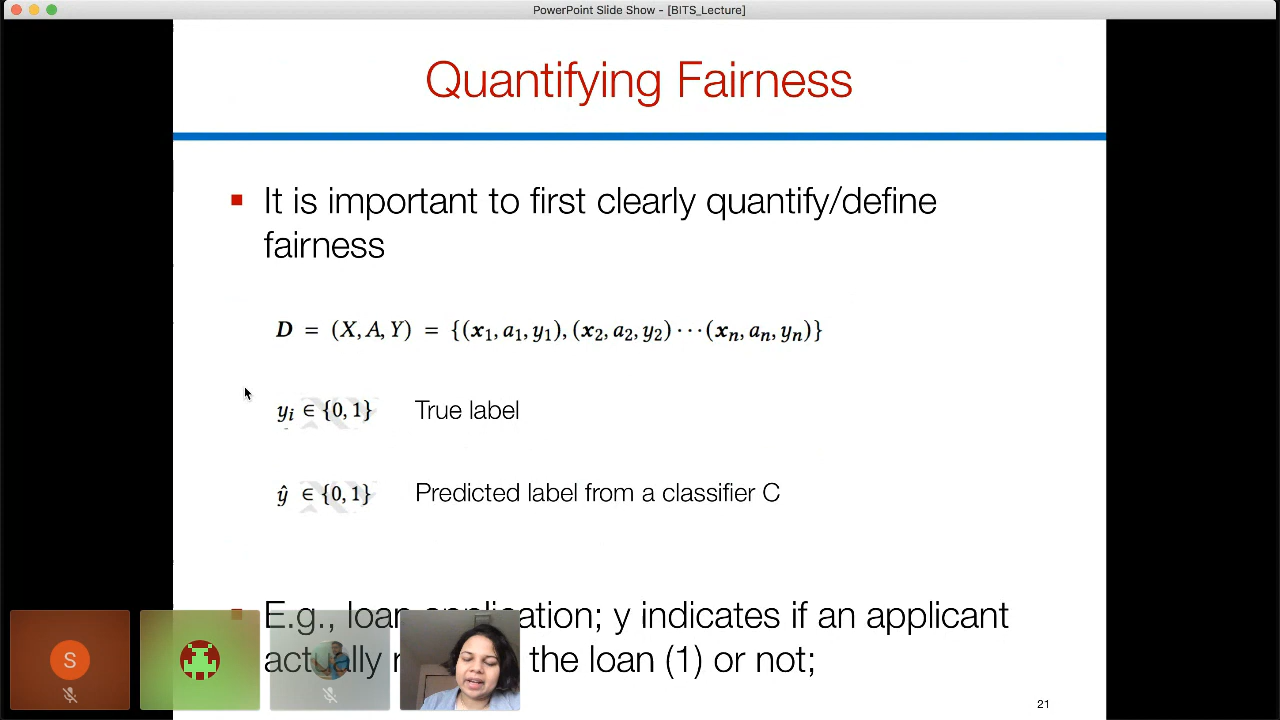 PowerPoint Slide Show - [BITS_Lecture]
Quantifying Fairness
It is important to first clearly quantify/define
fairness
D = (X, A, Y) = {(x₁, a₁, y₁), (x₂, a₂, y₂) ··· (xₙ, aₙ, yₙ)}
yᵢ ∈ {0, 1} True label
ŷ ∈ {0, 1} Predicted label from a classifier C
E.g., loan application; y indicates if an applicant
actually the loan (1) or not;
S
21